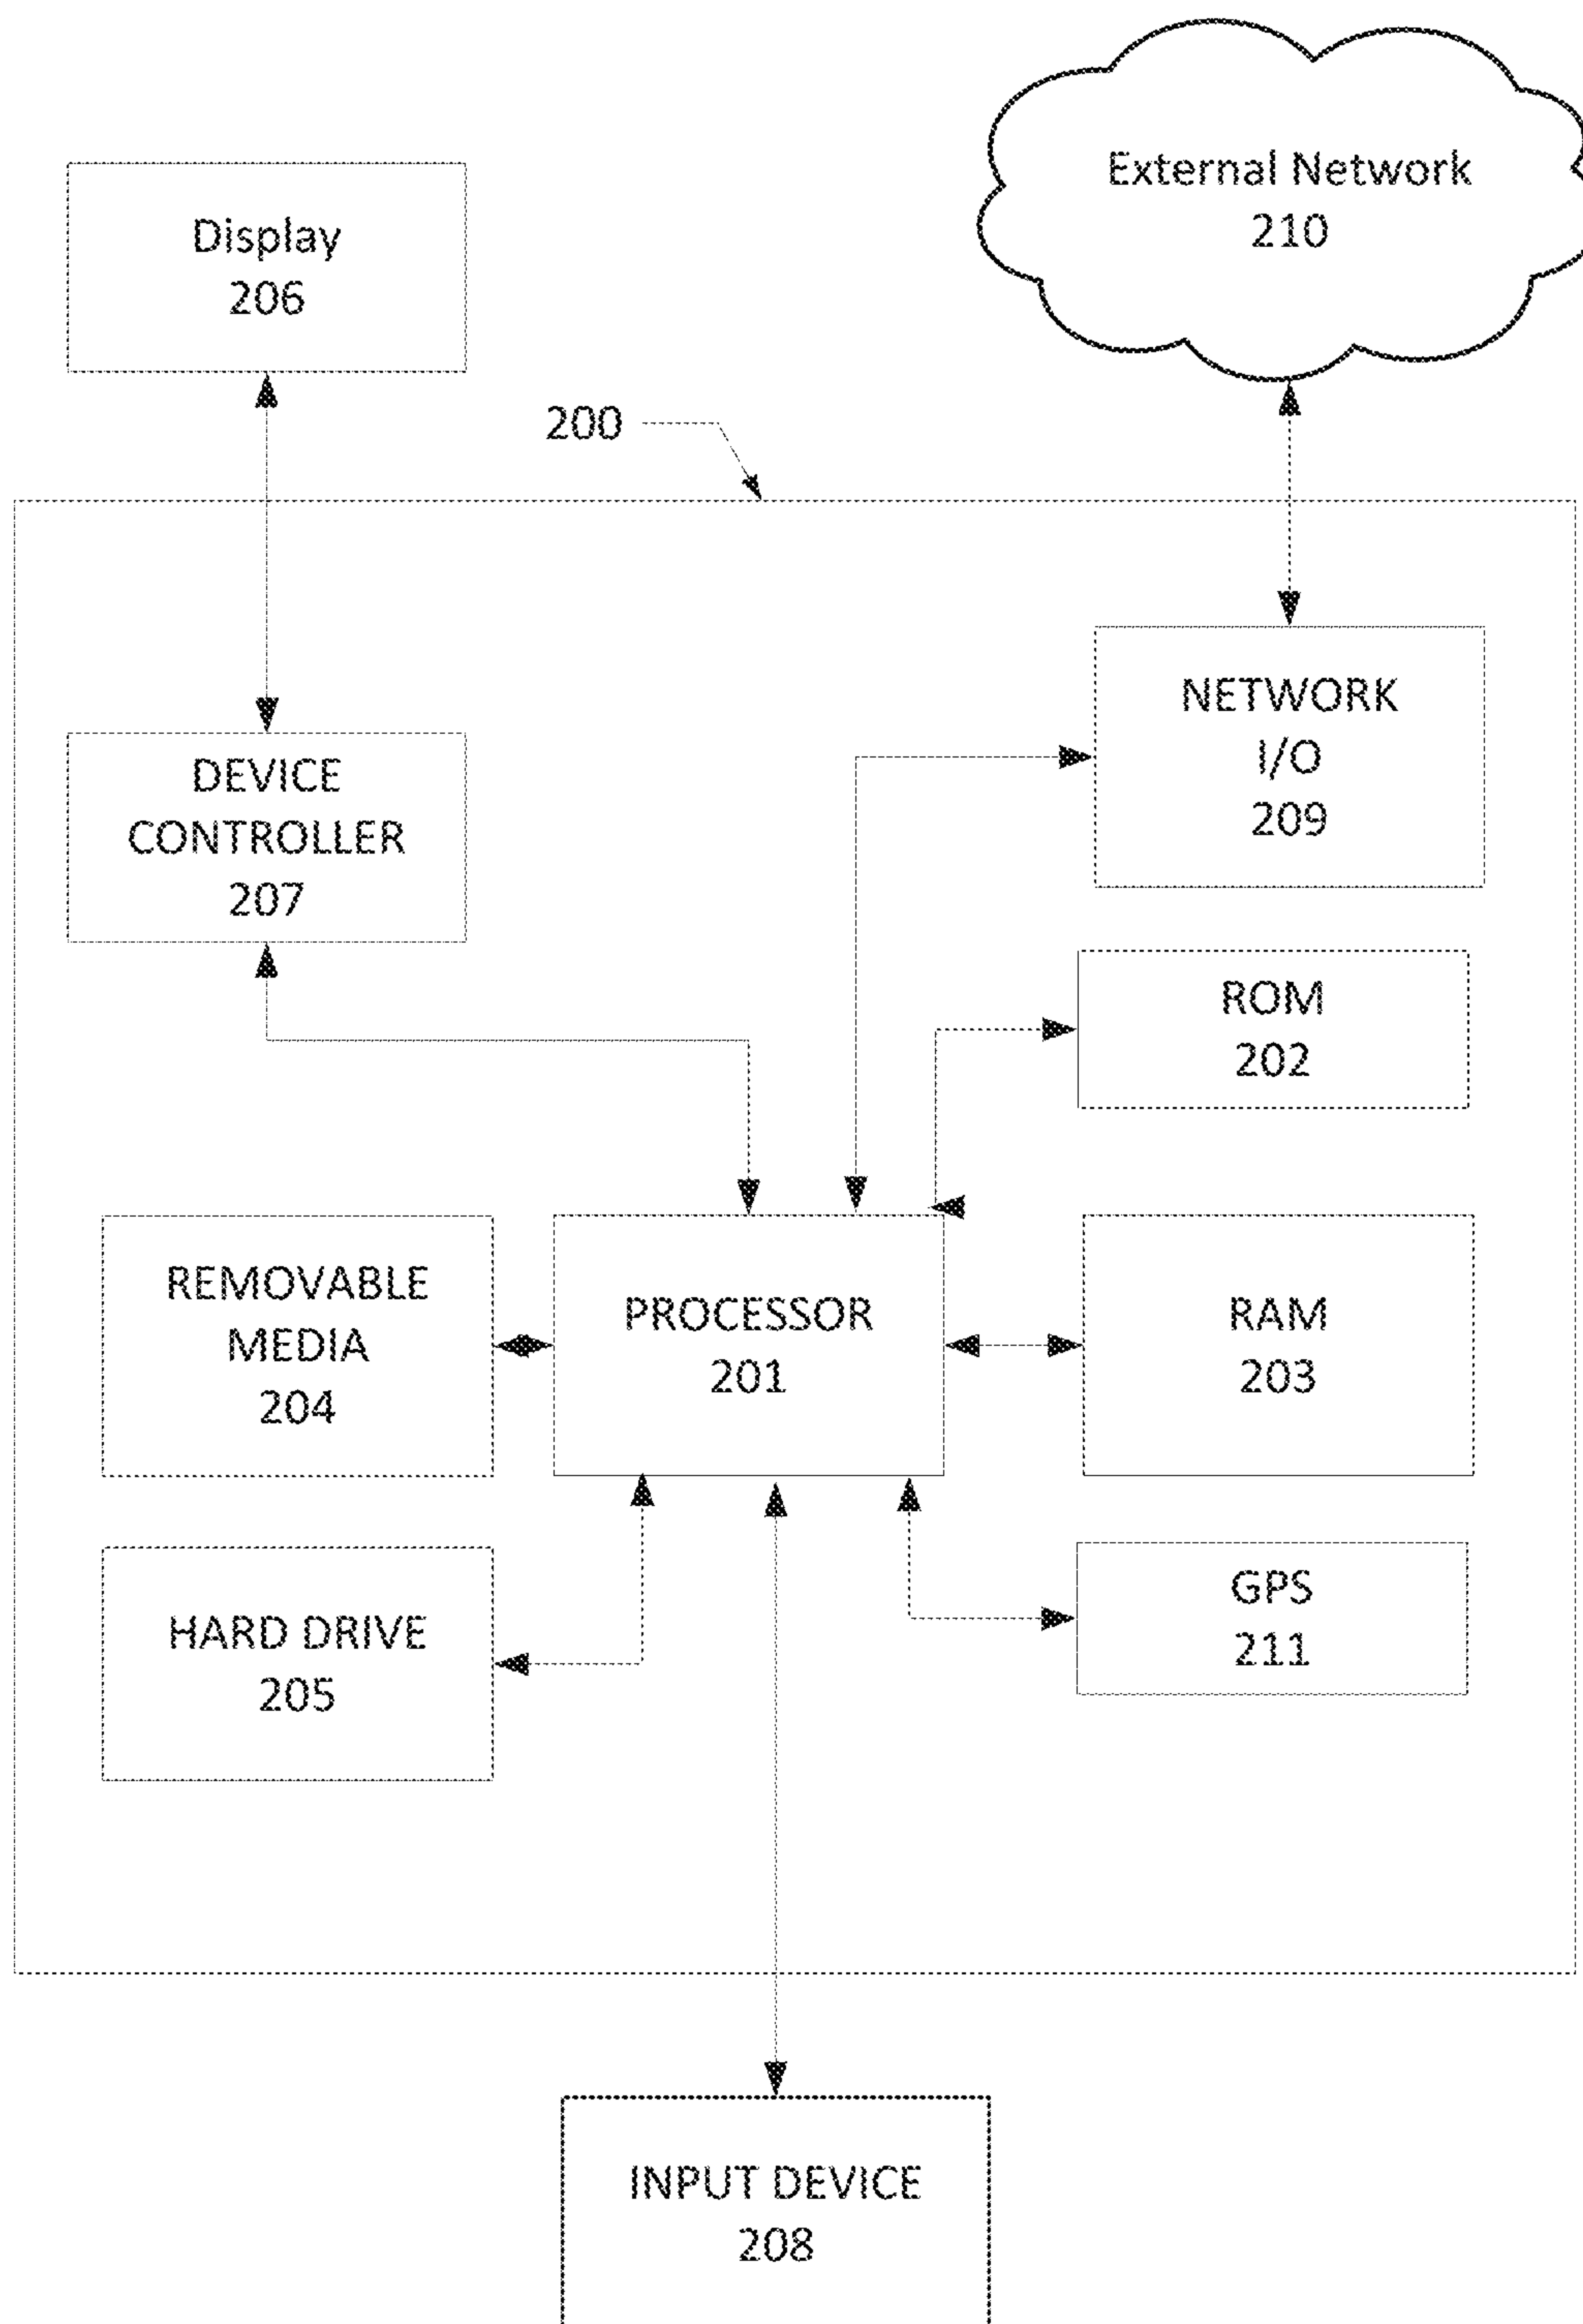 External Network
210
Display
206
200
NETWORK
I/O
209
DEVICE
CONTROLLER
207
ROM
202
REMOVABLE
MEDIA
204
PROCESSOR
201
RAM
203
HARD DRIVE
205
GPS
211
INPUT DEVICE
208